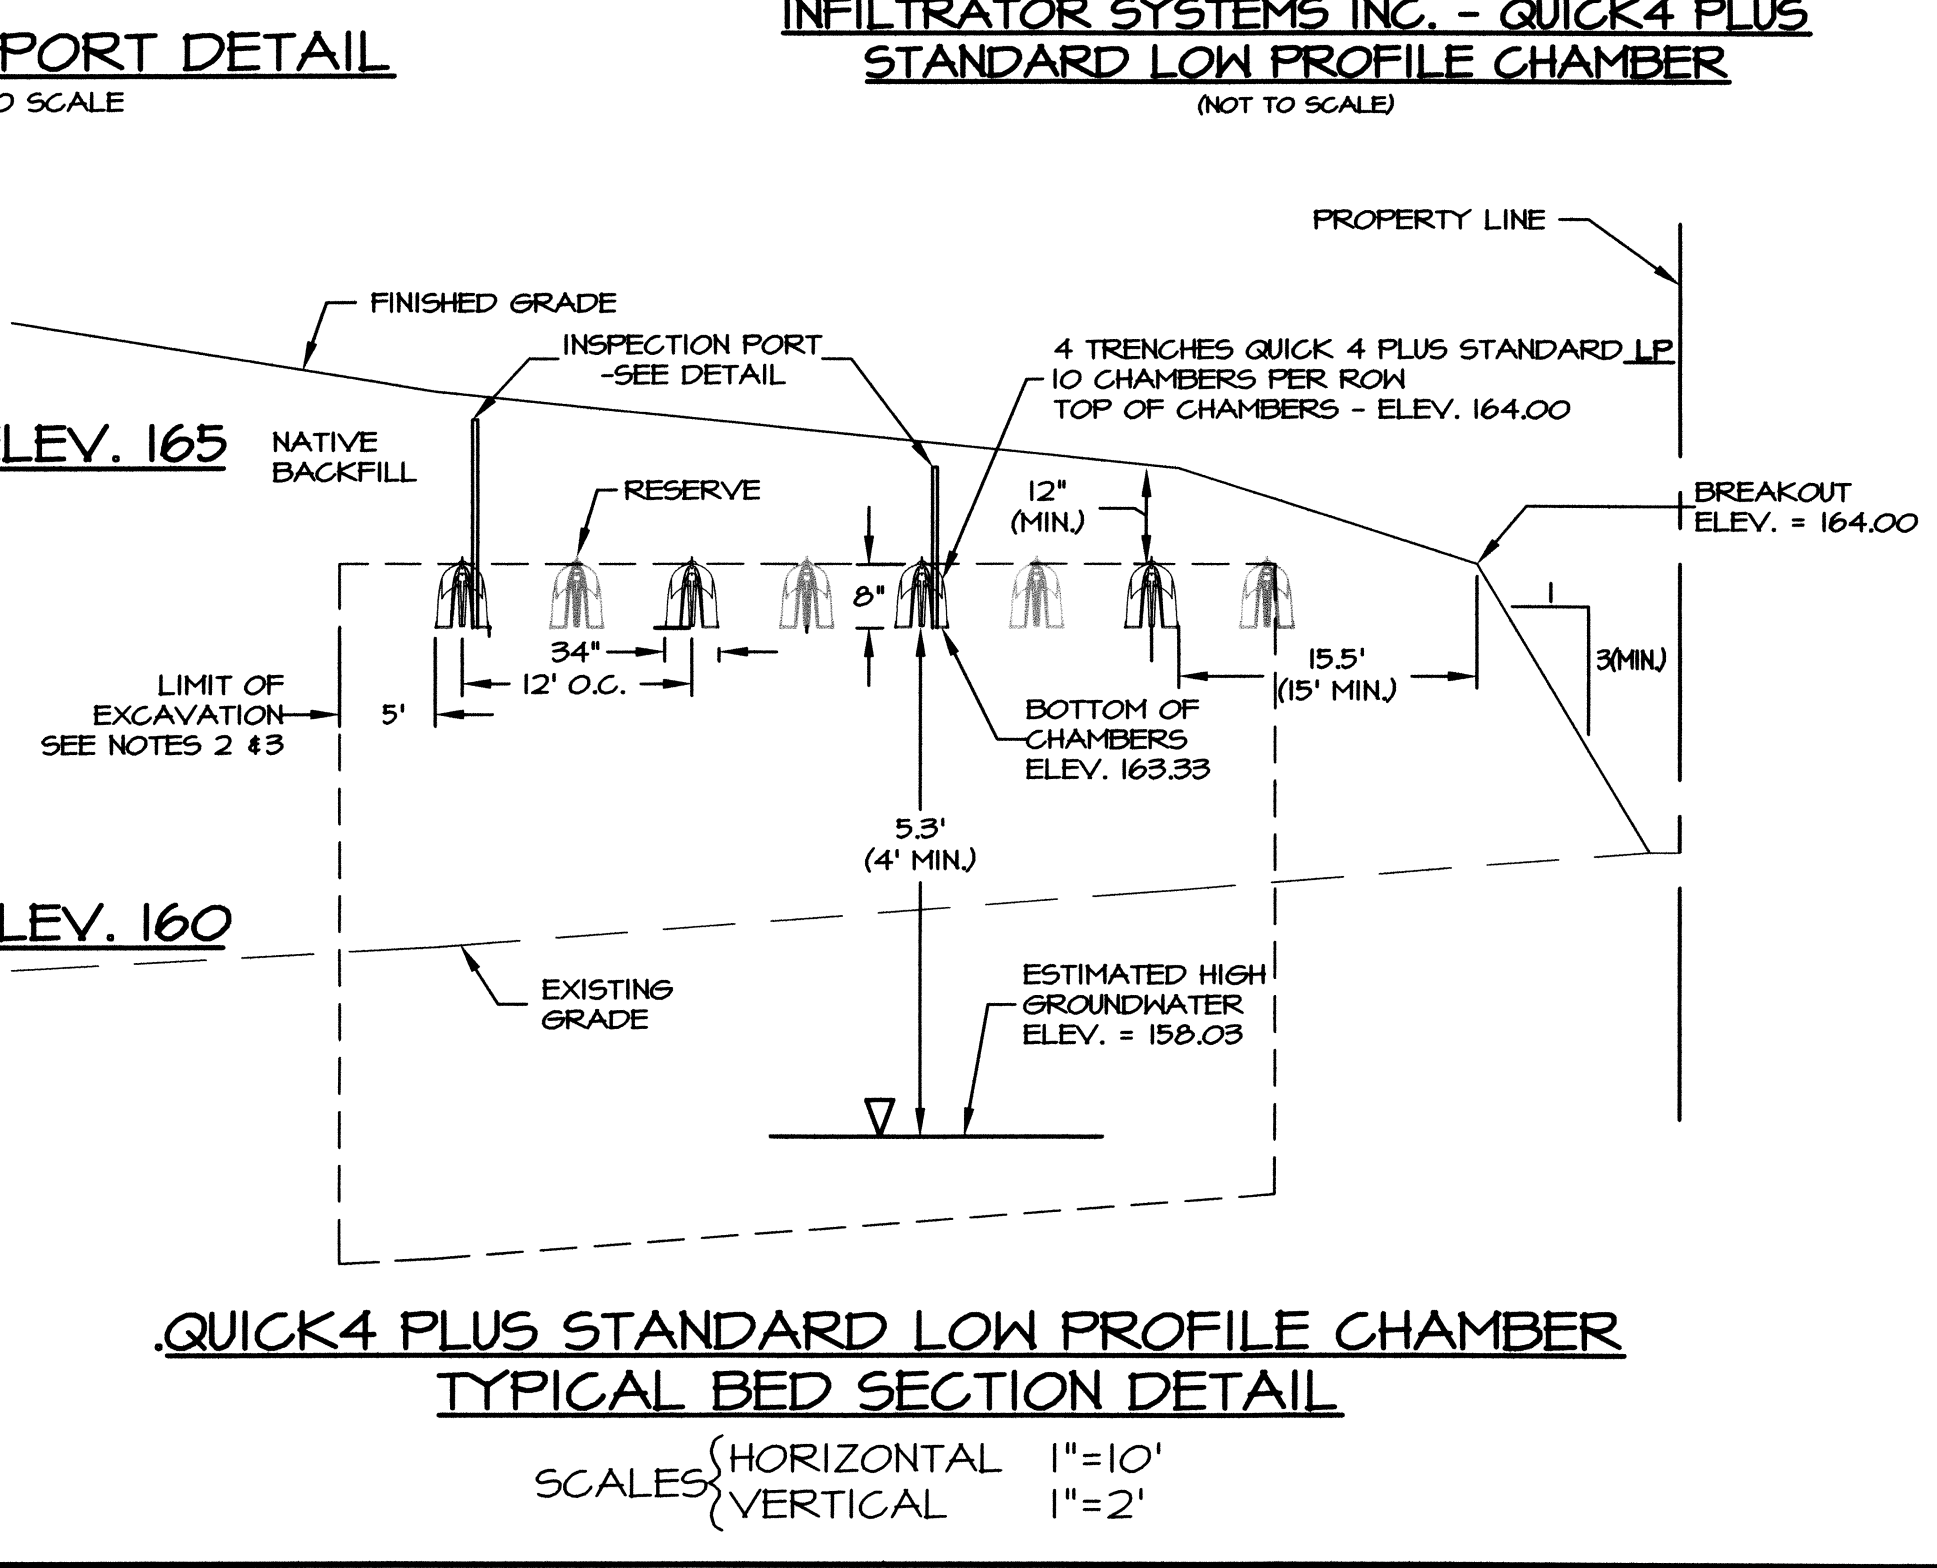 PORT DETAIL
O SCALE
INFILTRATOR SYSTEMS INC. - QUICK4 PLUS
STANDARD LOW PROFILE CHAMBER
(NOT TO SCALE)
PROPERTY LINE
FINISHED GRADE
INSPECTION PORT
-SEE DETAIL
4 TRENCHES QUICK 4 PLUS STANDARD LP
10 CHAMBERS PER ROW
TOP OF CHAMBERS - ELEV. 164.00
LEV. 165
NATIVE
BACKFILL
RESERVE
12"
(MIN.)
BREAKOUT
ELEV. = 164.00
8"
1
3(MIN.)
34"
12' O.C.
5'
15.5'
(15' MIN.)
LIMIT OF
EXCAVATION
SEE NOTES 2 &3
BOTTOM OF
CHAMBERS
ELEV. 163.33
5.3'
(4' MIN.)
LEV. 160
EXISTING
GRADE
ESTIMATED HIGH
GROUNDWATER
ELEV. = 158.03
.QUICK4 PLUS STANDARD LOW PROFILE CHAMBER
TYPICAL BED SECTION DETAIL
SCALES
HORIZONTAL 1"=10'
VERTICAL 1"=2'